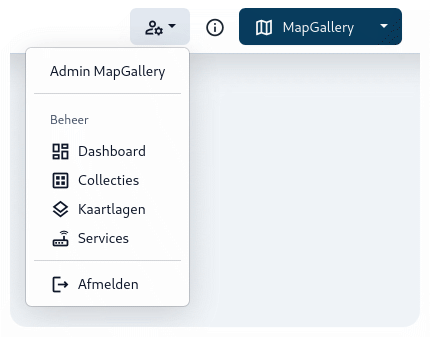 MapGallery
Admin MapGallery
Beheer
Dashboard
Collecties
Kaartlagen
Services
Afmelden